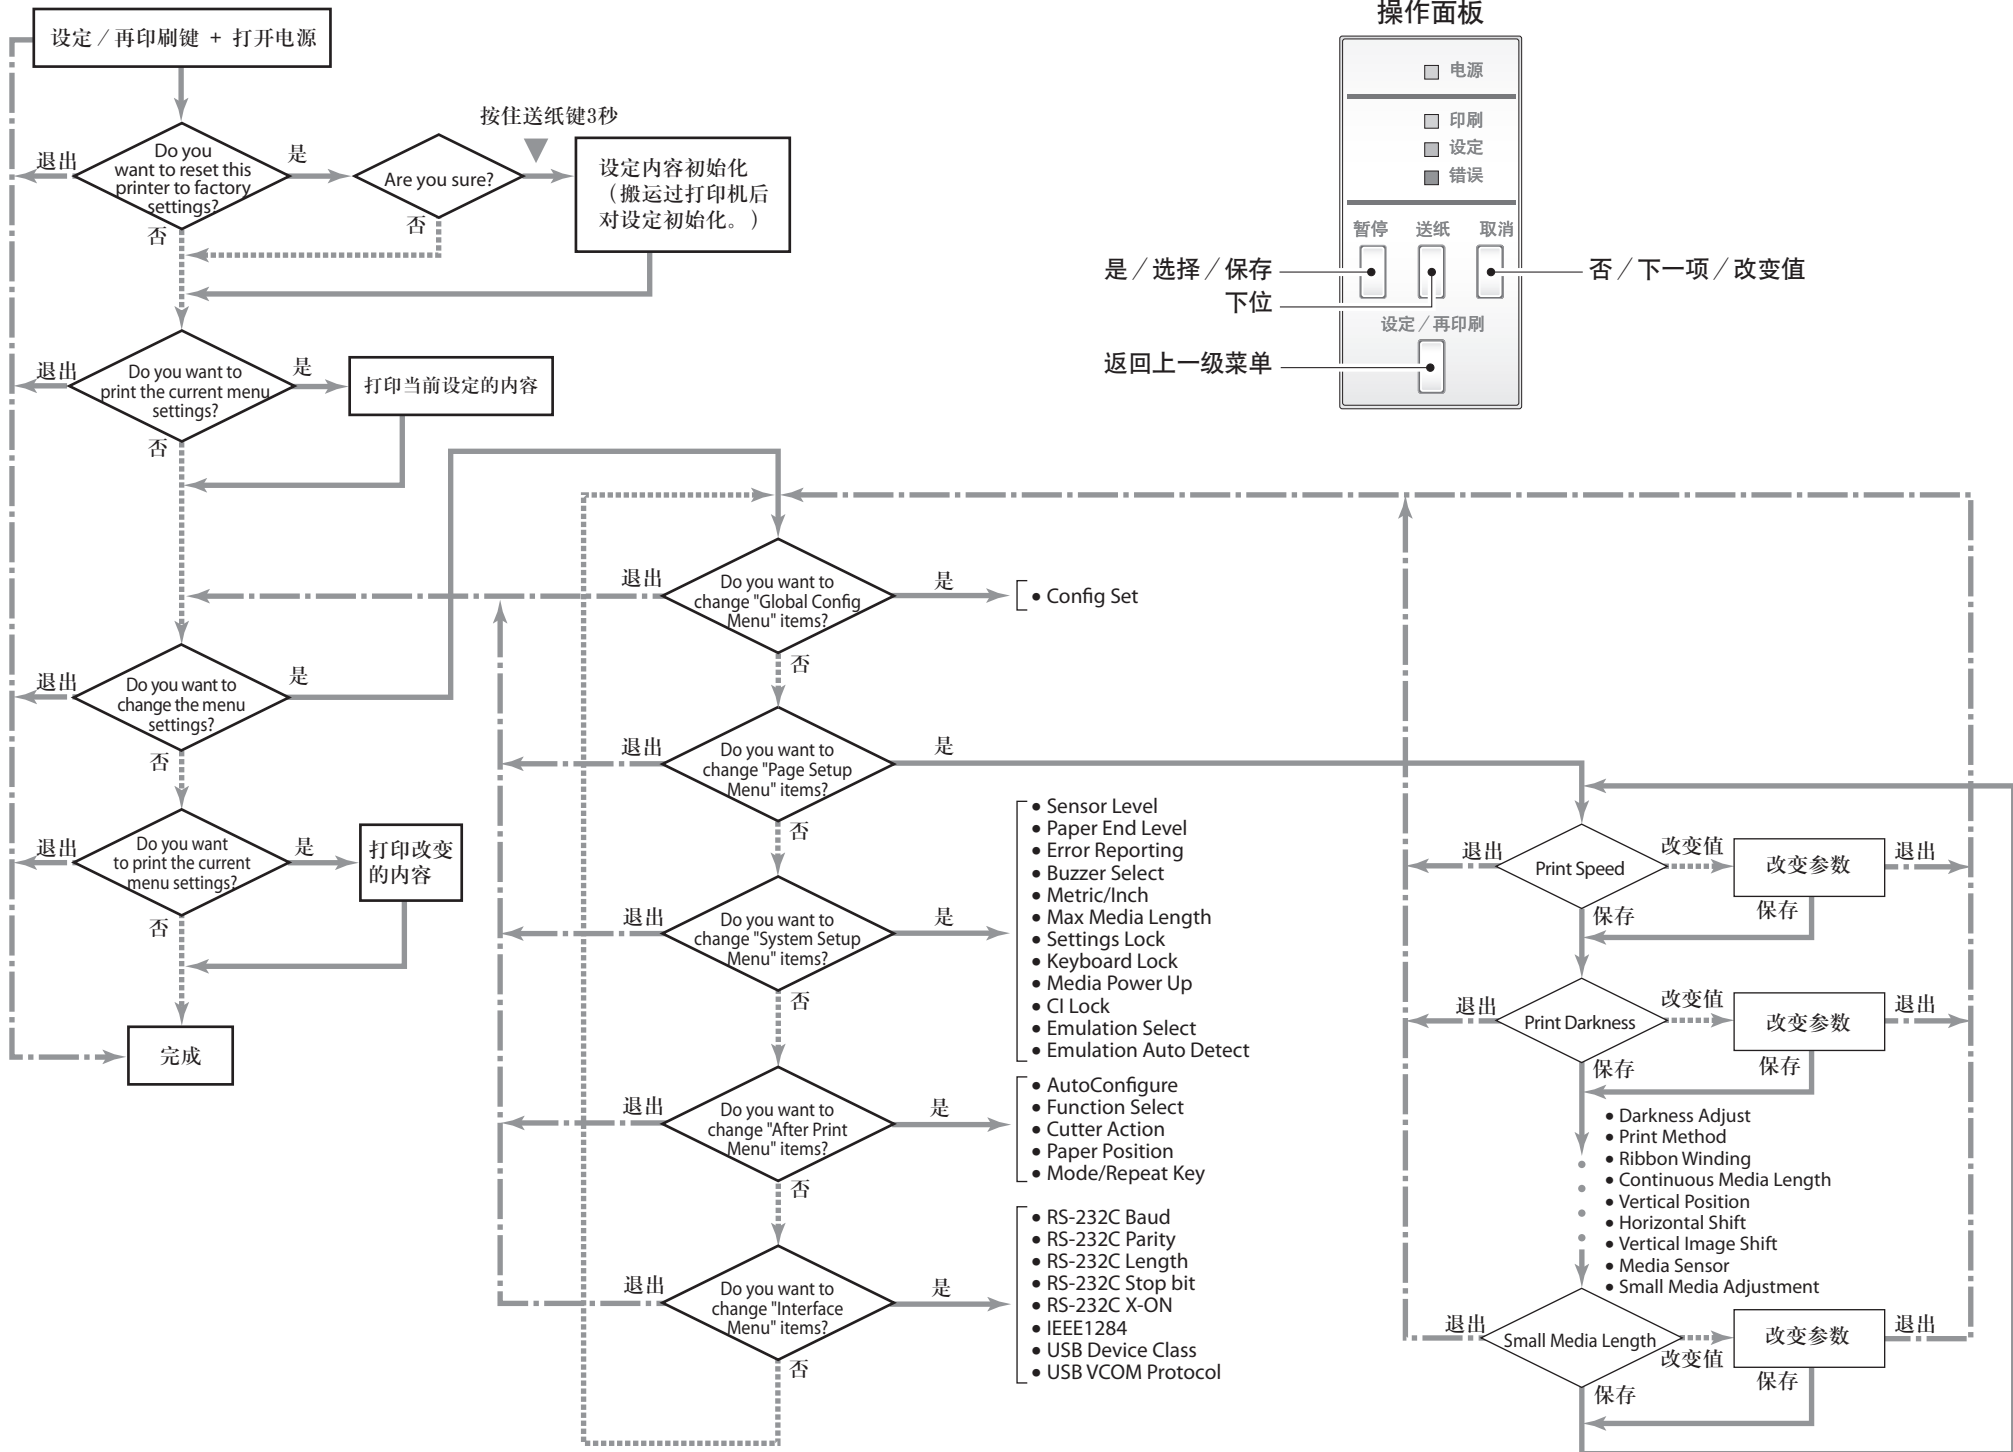 设定／再印刷键 + 打开电源
操作面板
电源
印刷
设定
错误
暂停
送纸
取消
设定／再印刷
是／选择／保存
下位
返回上一级菜单
否／下一项／改变值
退出
Do you
want to reset this
printer to factory
settings?
是
否
Are you sure?
否
按住送纸键3秒
设定内容初始化
（搬运过打印机后
对设定初始化。）
退出
Do you want to
print the current menu
settings?
是
否
打印当前设定的内容
退出
Do you want to
change the menu
settings?
是
否
退出
Do you want
to print the current
menu settings?
是
否
打印改变
的内容
完成
退出
Do you want to
change "Global Config
Menu" items?
是
否
• Config Set
退出
Do you want to
change "Page Setup
Menu" items?
是
否
退出
Do you want to
change "System Setup
Menu" items?
是
否
• Sensor Level
• Paper End Level
• Error Reporting
• Buzzer Select
• Metric/Inch
• Max Media Length
• Settings Lock
• Keyboard Lock
• Media Power Up
• CI Lock
• Emulation Select
• Emulation Auto Detect
退出
Do you want to
change "After Print
Menu" items?
是
否
• AutoConfigure
• Function Select
• Cutter Action
• Paper Position
• Mode/Repeat Key
退出
Do you want to
change "Interface
Menu" items?
是
否
• RS-232C Baud
• RS-232C Parity
• RS-232C Length
• RS-232C Stop bit
• RS-232C X-ON
• IEEE1284
• USB Device Class
• USB VCOM Protocol
退出
Print Speed
改变值
改变参数
退出
保存
保存
退出
Print Darkness
改变值
改变参数
退出
保存
保存
• Darkness Adjust
• Print Method
• Ribbon Winding
• Continuous Media Length
• Vertical Position
• Horizontal Shift
• Vertical Image Shift
• Media Sensor
• Small Media Adjustment
退出
Small Media Length
改变值
改变参数
退出
保存
保存